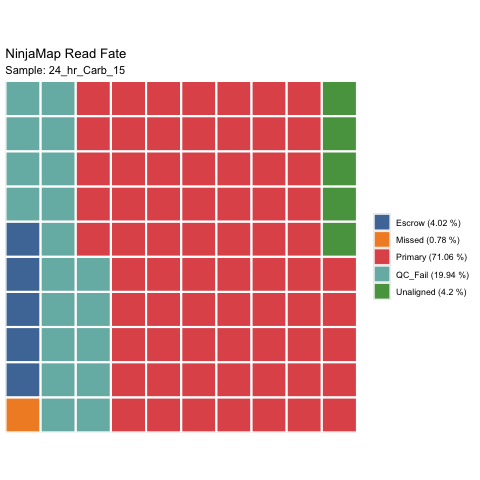 NinjaMap Read Fate
Sample: 24_hr_Carb_15
Escrow (4.02 %)
Missed (0.78 %)
Primary (71.06 %)
QC_Fail (19.94 %)
Unaligned (4.2 %)